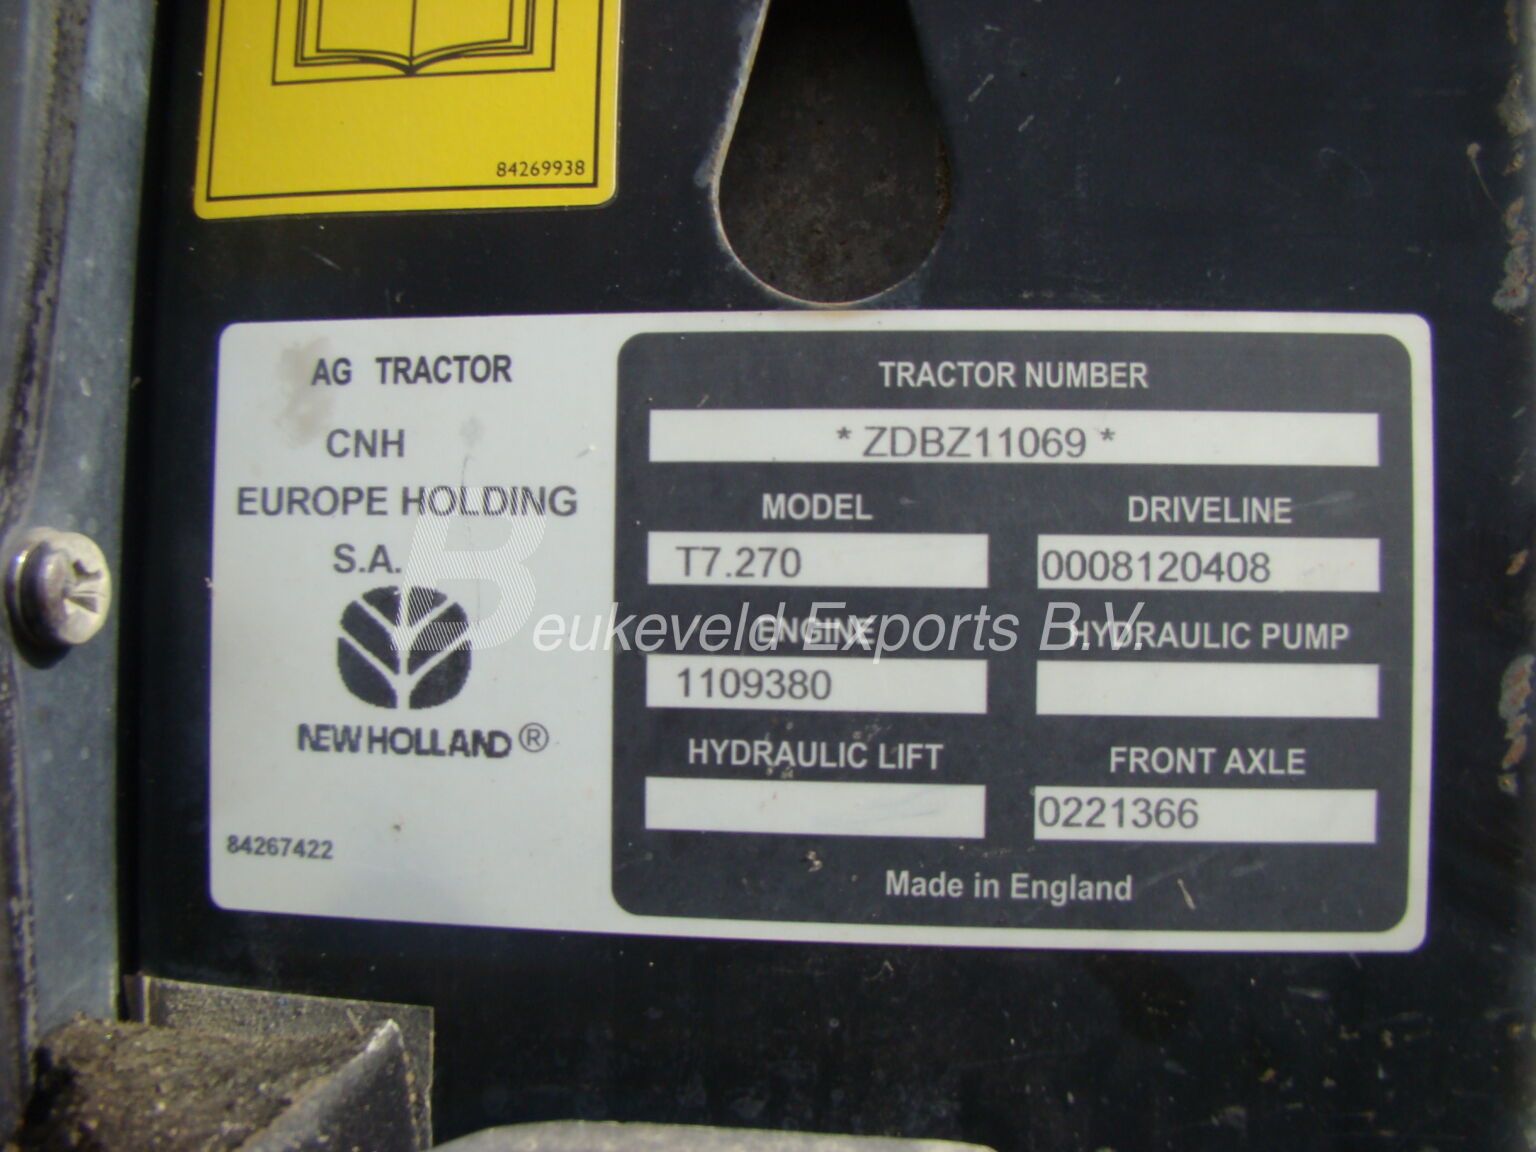 84269938
AG TRACTOR
CNH
EUROPE HOLDING
S.A.
NEW HOLLAND®
84267422
TRACTOR NUMBER
*ZDBZ11069*
MODEL
T7.270
DRIVELINE
0008120408
ENGINE
1109380
HYDRAULIC PUMP
HYDRAULIC LIFT
FRONT AXLE
0221366
Made in England
Beukeveld Exports B.V.